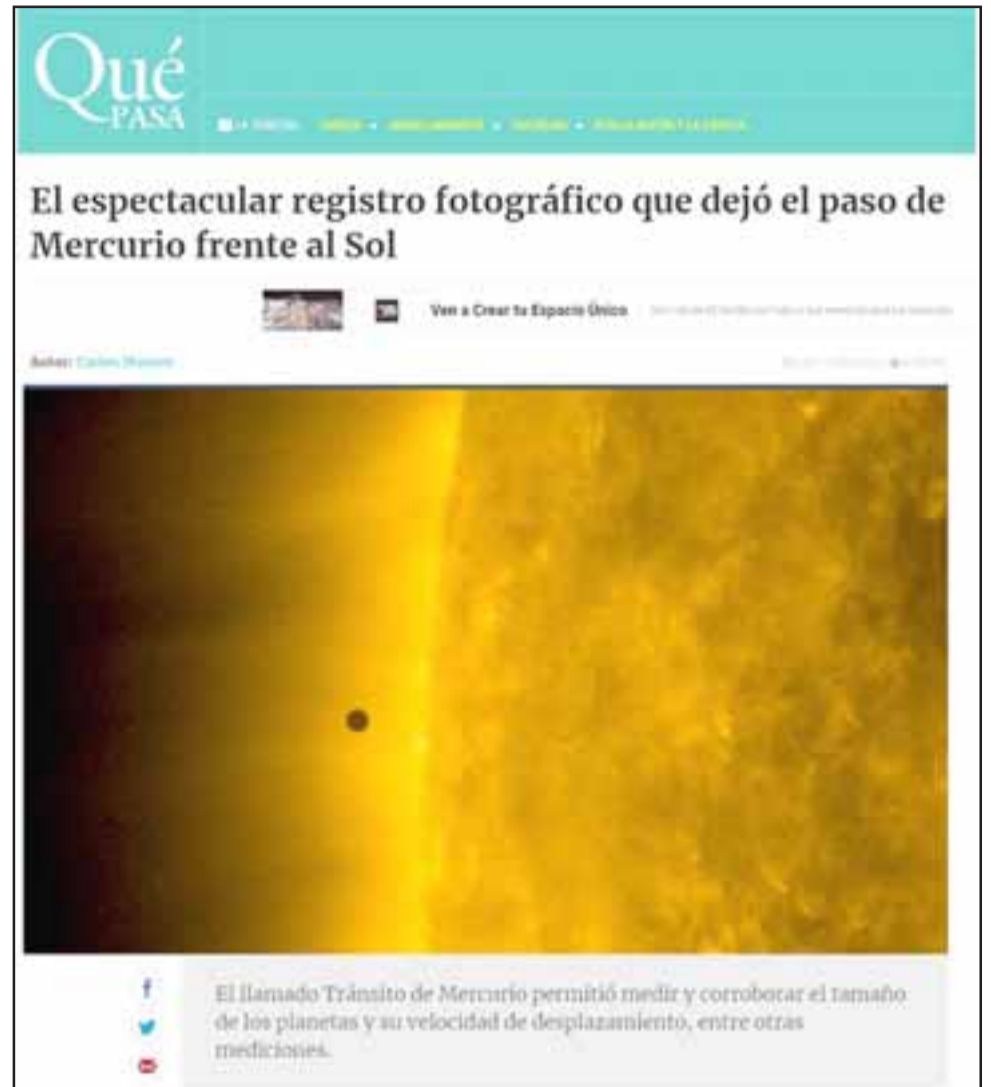 Qué
PASA
El espectacular registro fotográfico que dejó el paso de
Mercurio frente al Sol
Ven a Crear tu Espacio Único
Autor:
El llamado Tránsito de Mercurio permitió medir y corroborar el tamaño
de los planetas y su velocidad de desplazamiento, entre otras
mediciones.